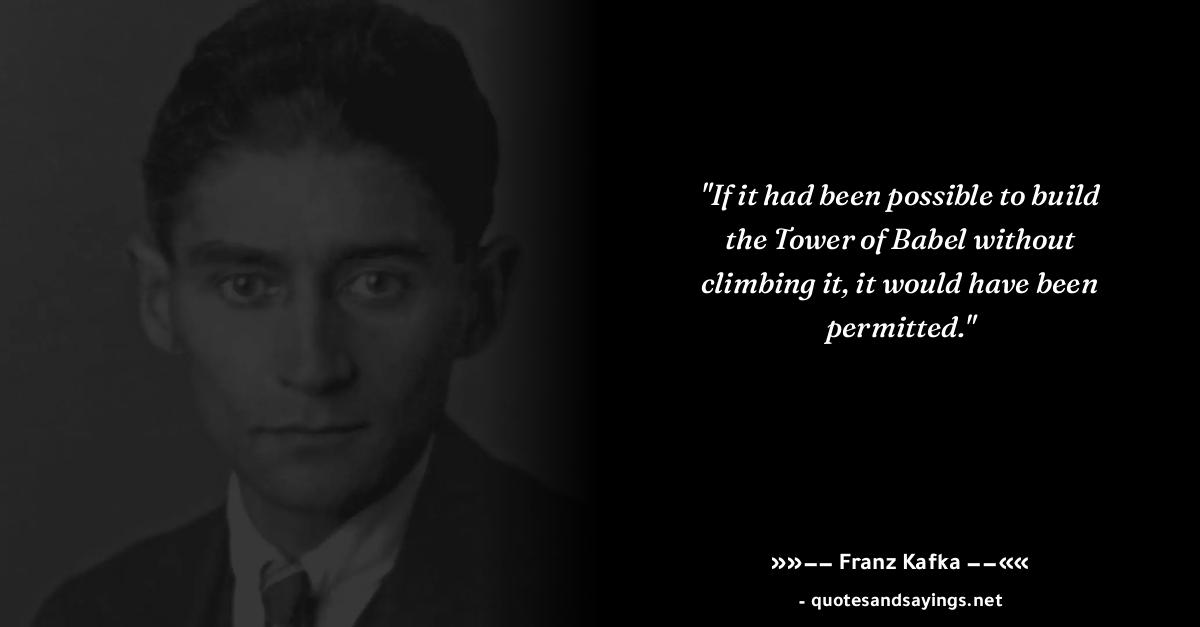 "If it had been possible to build
the Tower of Babel without
climbing it, it would have been
permitted."
»»−− Franz Kafka −−««
- quotesandsayings.net